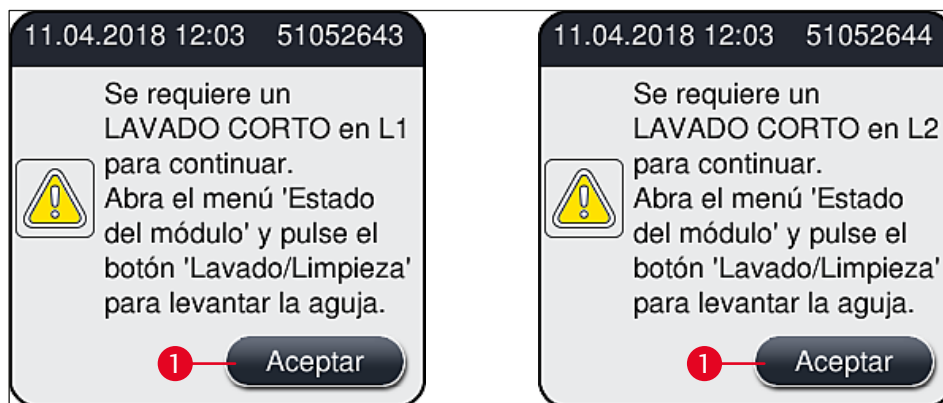 11.04.2018 12:03 51052643
Se requiere un
LAVADO CORTO en L1
para continuar.
Abra el menú 'Estado
del módulo' y pulse el
botón 'Lavado/Limpieza'
para levantar la aguja.
1 Aceptar
11.04.2018 12:03 51052644
Se requiere un
LAVADO CORTO en L2
para continuar.
Abra el menú 'Estado
del módulo' y pulse el
botón 'Lavado/Limpieza'
para levantar la aguja.
1 Aceptar